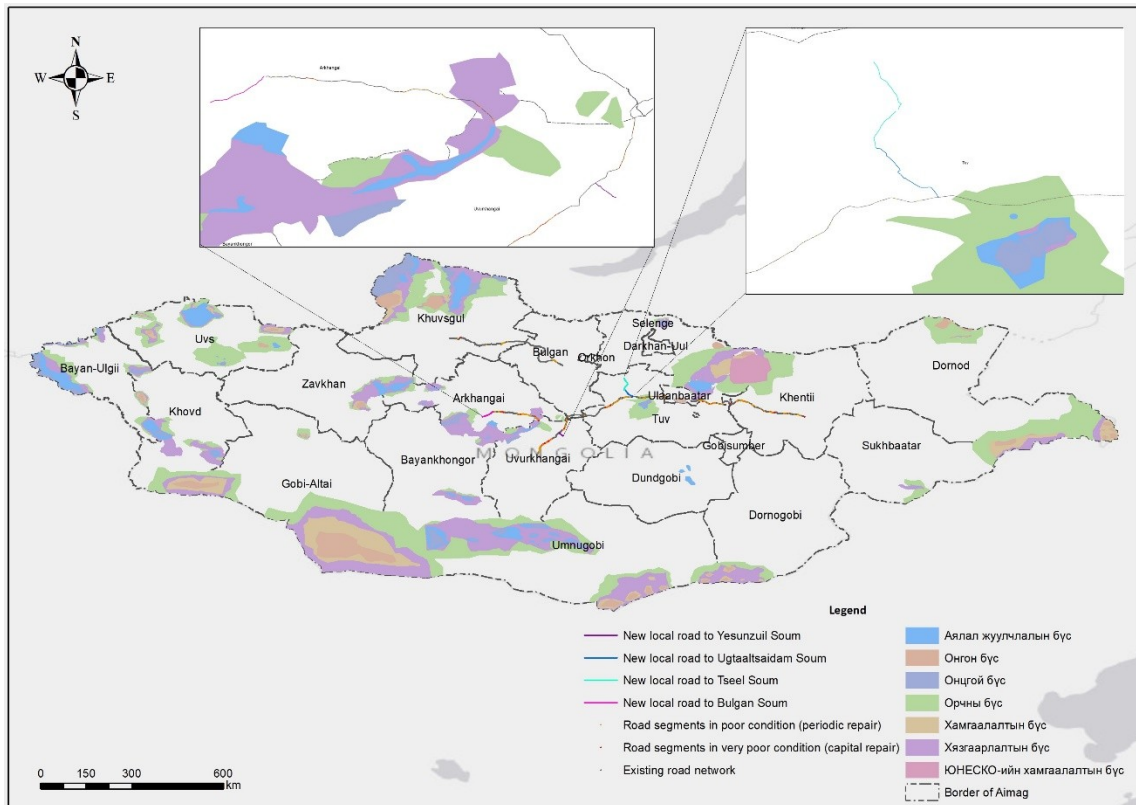 N
W E
S
Arkhangai
Uvurkhangai
Bayankhongor
Tuv
Khuvsgul
Selenge
Darkhan-Uul
Uvs
Bulgan
Orkhon
Dornod
Bayan-Ulgii
Zavkhan
Arkhangai
Ulaanbaatar
Khentii
Khovd
Tuv
Sukhbaatar
Bayankhongor
Uvurkhangai
Gobisumber
MONGOLIA
Gobi-Altai
Dundgobi
Dornogobi
Umnugobi
Legend
New local road to Yesunzuil Soum
New local road to Ugtaaltsaidam Soum
New local road to Tseel Soum
New local road to Bulgan Soum
Road segments in poor condition (periodic repair)
Road segments in very poor condition (capital repair)
Existing road network
Аялал жуулчлалын бүс
Онгон бүс
Онцгой бүс
Орчны бүс
Хамгаалалтын бүс
Хязгаарлалтын бүс
ЮНЕСКО-ийн хамгаалалтын бүс
Border of Aimag
0 150 300 600
km